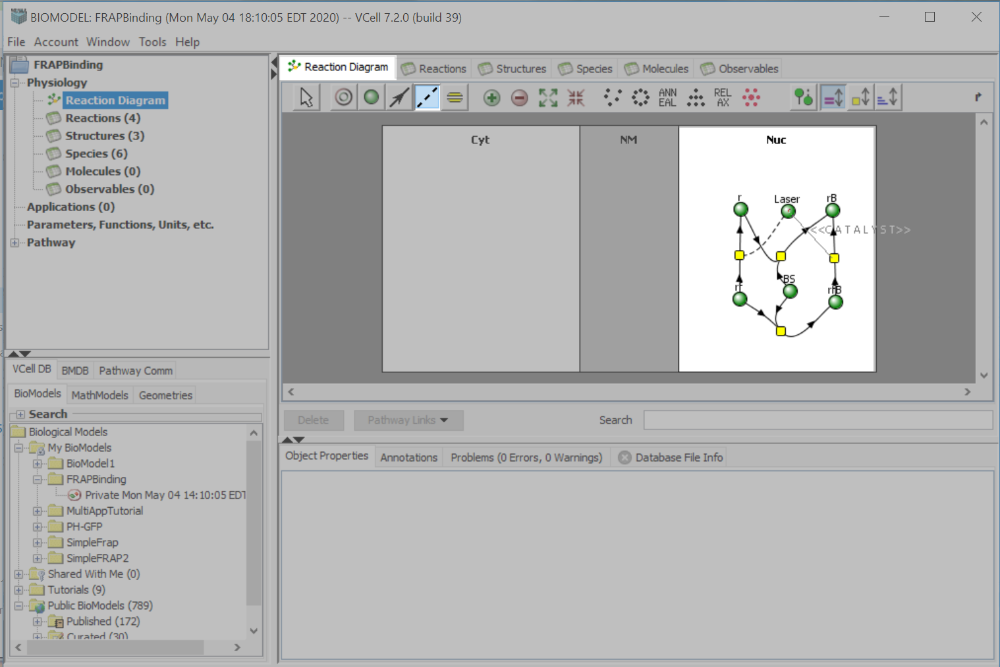 BIOMODEL: FRAPBinding (Mon May 04 18:10:05 EDT 2020) -- VCell 7.2.0 (build 39)
File Account Window Tools Help
FRAPBinding
Physiology
Reaction Diagram
Reactions (4)
Structures (3)
Species (6)
Molecules (0)
Observables (0)
Applications (0)
Parameters, Functions, Units, etc.
Pathway
VCell DB BMDB Pathway Comm
BioModels MathModels Geometries
Search
Biological Models
My BioModels
BioModel1
FRAPBinding
Private Mon May 04 14:10:05 EDT
MultiAppTutorial
PH-GFP
SimpleFrap
SimpleFRAP2
Shared With Me (0)
Tutorials (9)
Public BioModels (789)
Published (172)
Curated (30)
Reaction Diagram Reactions Structures Species Molecules Observables
ANN EAL
REL AX
Cyt NM Nuc
r Laser rB
<<CATALYST>>
BS
rf rfB
Delete Pathway Links Search
Object Properties Annotations Problems (0 Errors, 0 Warnings) Database File Info